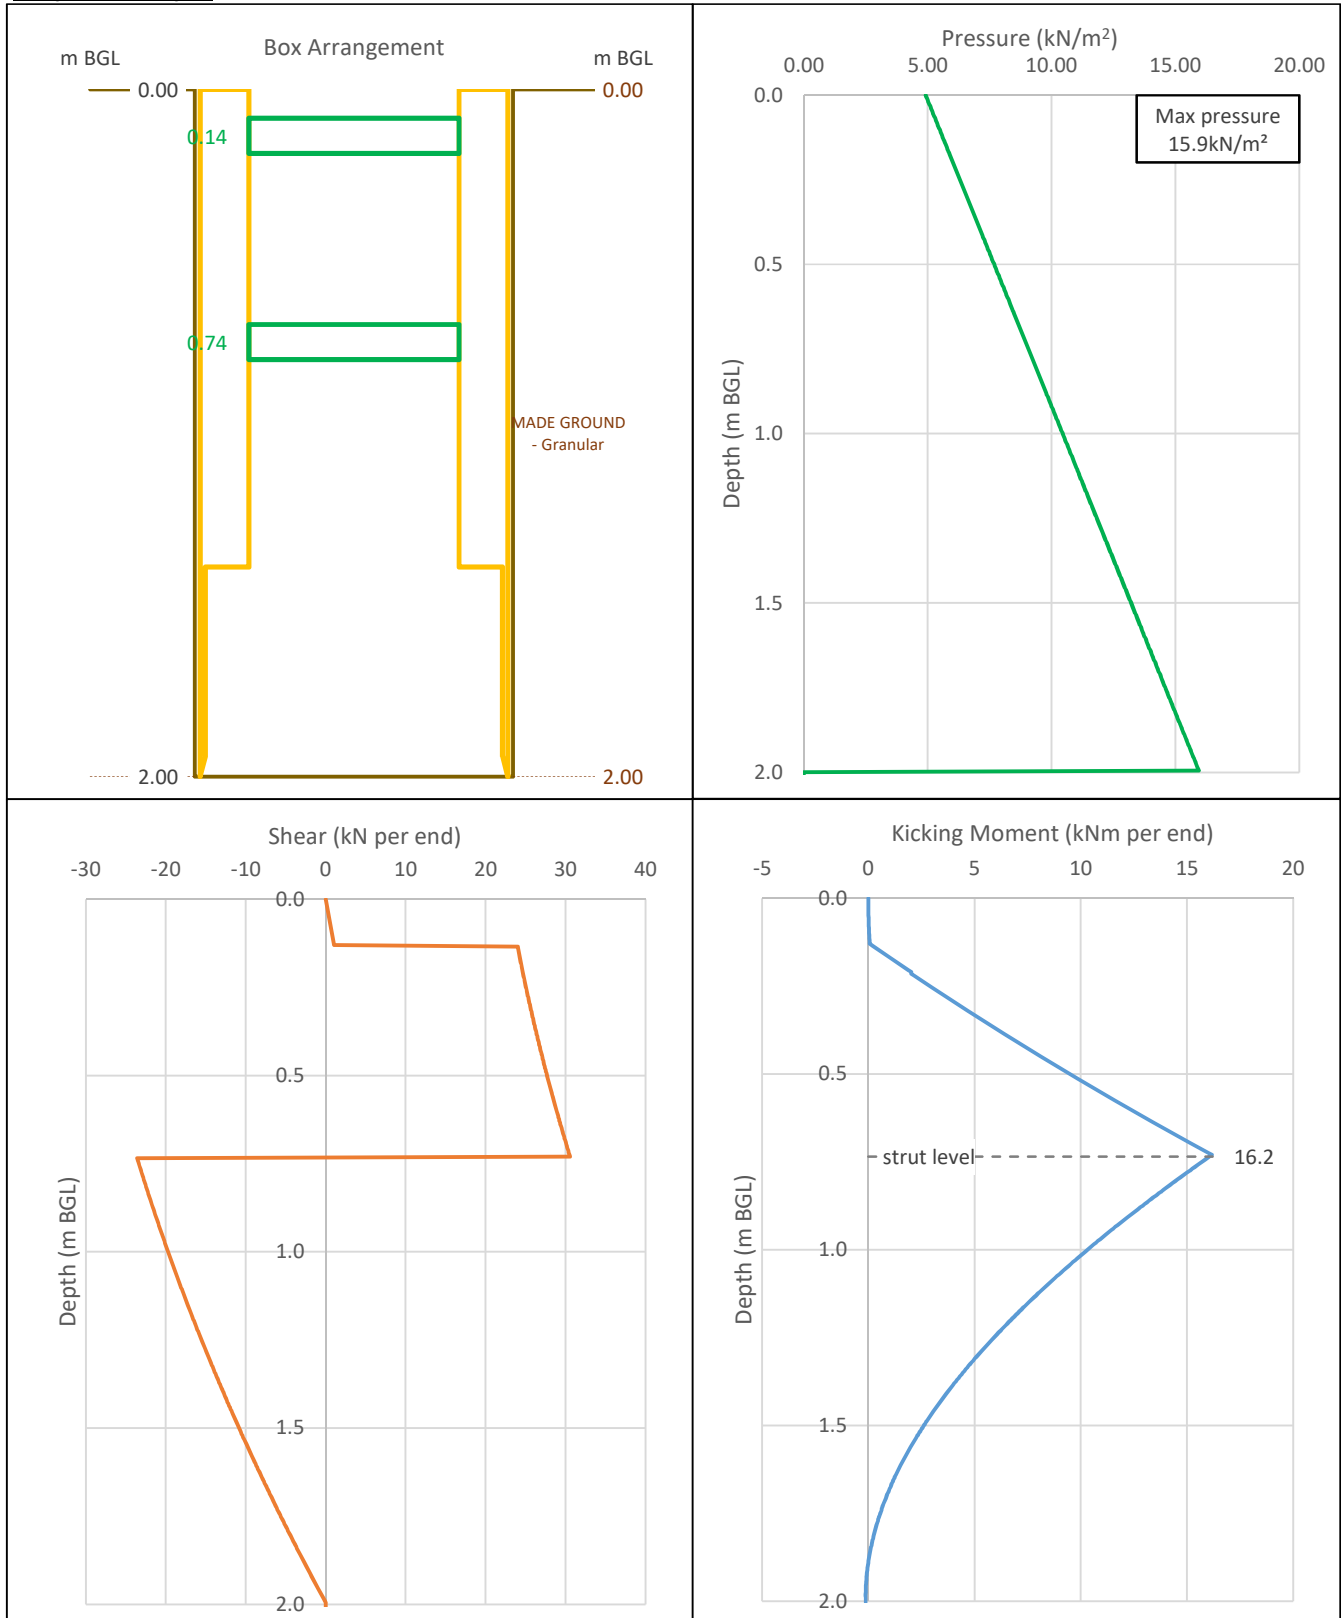 Box Arrangement
m BGL
m BGL
0.00
0.00
0.14
0.74
MADE GROUND
- Granular
2.00
2.00
Pressure (kN/m²)
0.00 5.00 10.00 15.00 20.00
0.0
Max pressure
15.9kN/m²
0.5
1.0
1.5
2.0
Depth (m BGL)
Shear (kN per end)
-30 -20 -10 0 10 20 30 40
0.0
0.5
1.0
1.5
2.0
Depth (m BGL)
Kicking Moment (kNm per end)
-5 0 5 10 15 20
0.0
0.5
strut level
16.2
1.0
1.5
2.0
Depth (m BGL)